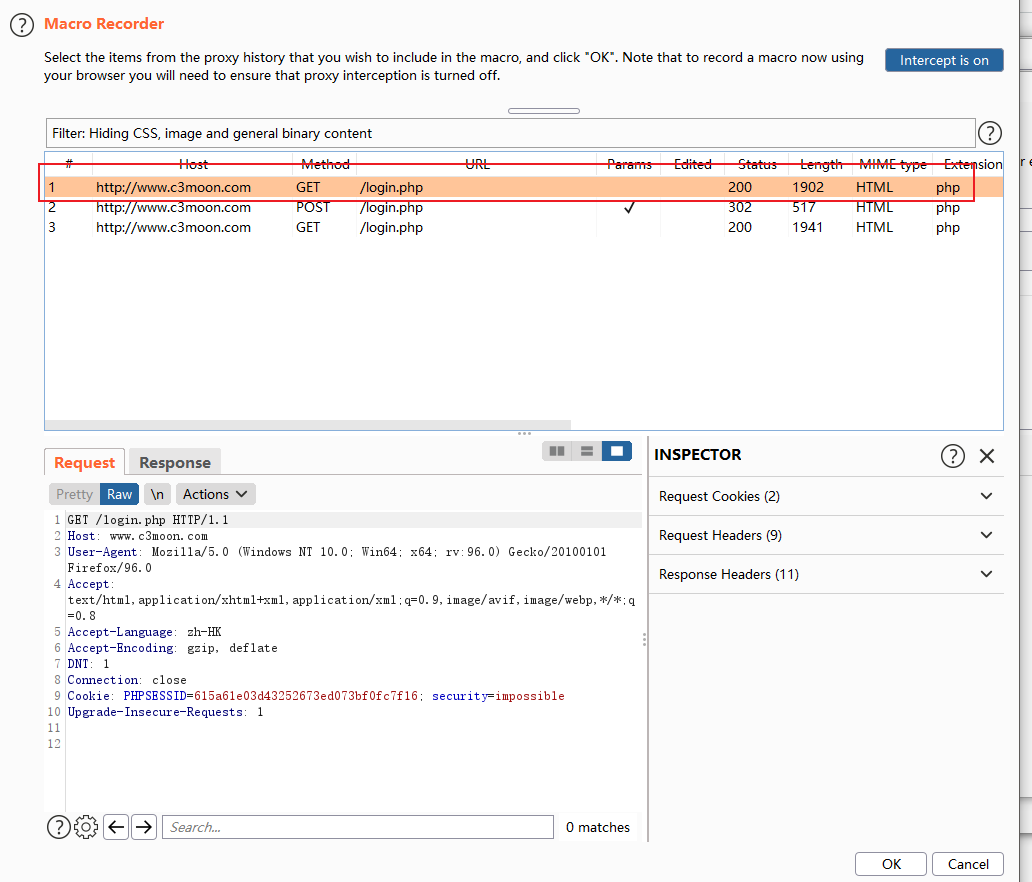 Macro Recorder
Select the items from the proxy history that you wish to include in the macro, and click "OK". Note that to record a macro now using
your browser you will need to ensure that proxy interception is turned off.
Intercept is on
Filter: Hiding CSS, image and general binary content
# Host Method URL Params Edited Status Length MIME type Extension
1 http://www.c3moon.com GET /login.php 200 1902 HTML php
2 http://www.c3moon.com POST /login.php ✓ 302 517 HTML php
3 http://www.c3moon.com GET /login.php 200 1941 HTML php
Request Response
Pretty Raw \n Actions
1 GET /login.php HTTP/1.1
2 Host: www.c3moon.com
3 User-Agent: Mozilla/5.0 (Windows NT 10.0; Win64; x64; rv:96.0) Gecko/20100101
Firefox/96.0
4 Accept:
text/html,application/xhtml+xml,application/xml;q=0.9,image/avif,image/webp,*/*;q
=0.8
5 Accept-Language: zh-HK
6 Accept-Encoding: gzip, deflate
7 DNT: 1
8 Connection: close
9 Cookie: PHPSESSID=615a61e03d43252673ed073bf0fc7f16; security=impossible
10 Upgrade-Insecure-Requests: 1
11
12
Search...
0 matches
INSPECTOR
Request Cookies (2)
Request Headers (9)
Response Headers (11)
OK Cancel